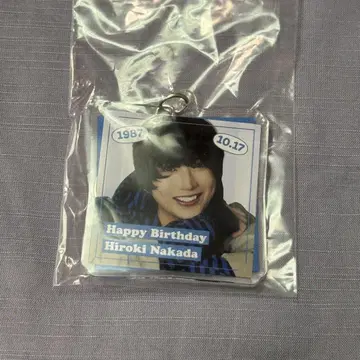 1987
10.17
Happy Birthday
Hiroki Nakada